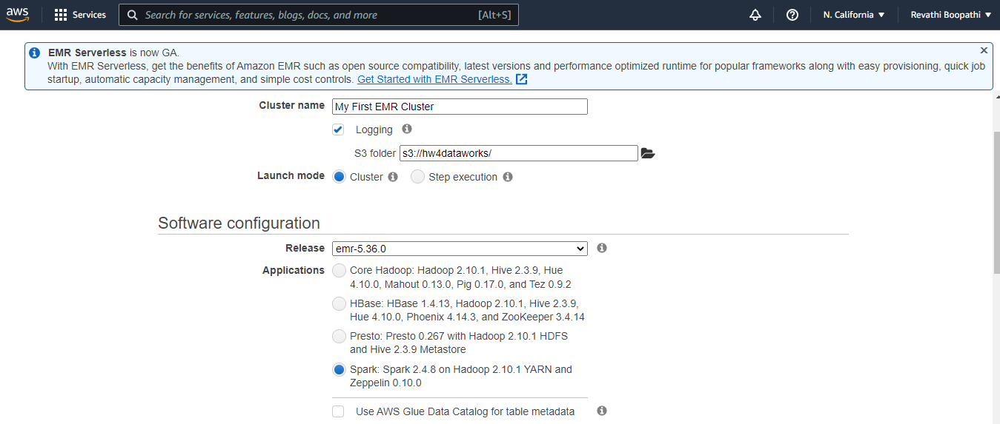 aws Services Search for services, features, blogs, docs, and more [Alt+S] N. California Revathi Boopathi
EMR Serverless is now GA.
With EMR Serverless, get the benefits of Amazon EMR such as open source compatibility, latest versions and performance optimized runtime for popular frameworks along with easy provisioning, quick job
startup, automatic capacity management, and simple cost controls. Get Started with EMR Serverless.
Cluster name My First EMR Cluster
Logging
S3 folder s3://hw4dataworks/
Launch mode Cluster Step execution
Software configuration
Release emr-5.36.0
Applications Core Hadoop: Hadoop 2.10.1, Hive 2.3.9, Hue
4.10.0, Mahout 0.13.0, Pig 0.17.0, and Tez 0.9.2
HBase: HBase 1.4.13, Hadoop 2.10.1, Hive 2.3.9,
Hue 4.10.0, Phoenix 4.14.3, and ZooKeeper 3.4.14
Presto: Presto 0.267 with Hadoop 2.10.1 HDFS
and Hive 2.3.9 Metastore
Spark: Spark 2.4.8 on Hadoop 2.10.1 YARN and
Zeppelin 0.10.0
Use AWS Glue Data Catalog for table metadata